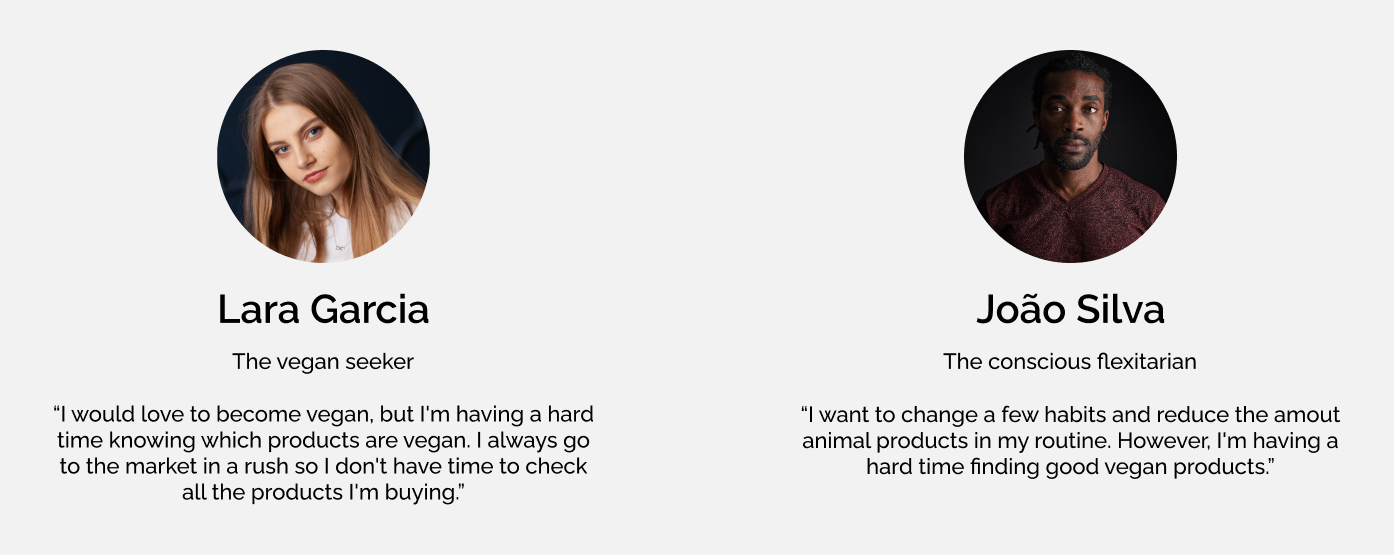 Lara Garcia
The vegan seeker
“I would love to become vegan, but I'm having a hard
time knowing which products are vegan. I always go
to the market in a rush so I don't have time to check
all the products I'm buying.”
João Silva
The conscious flexitarian
“I want to change a few habits and reduce the amout
animal products in my routine. However, I'm having a
hard time finding good vegan products.”